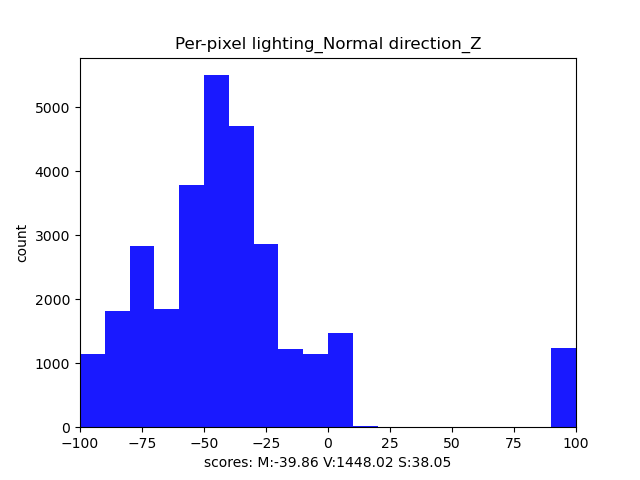 Per-pixel lighting_Normal direction_Z
count
5000
4000
3000
2000
1000
0
−100 −75 −50 −25 0 25 50 75 100
scores: M:-39.86 V:1448.02 S:38.05